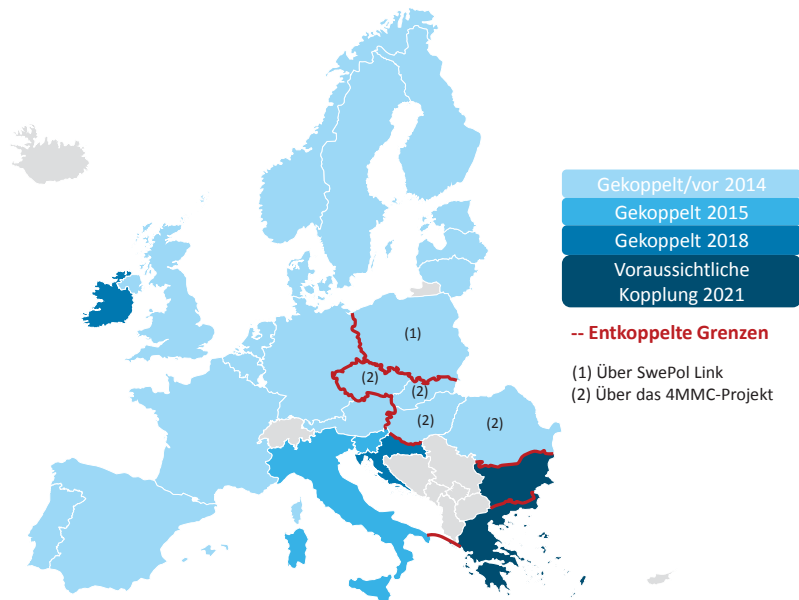 Gekoppelt/vor 2014
Gekoppelt 2015
Gekoppelt 2018
Voraussichtliche
Kopplung 2021
-- Entkoppelte Grenzen
(1) Über SwePol Link
(2) Über das 4MMC-Projekt
(1)
(2)
(2)
(2)
(2)